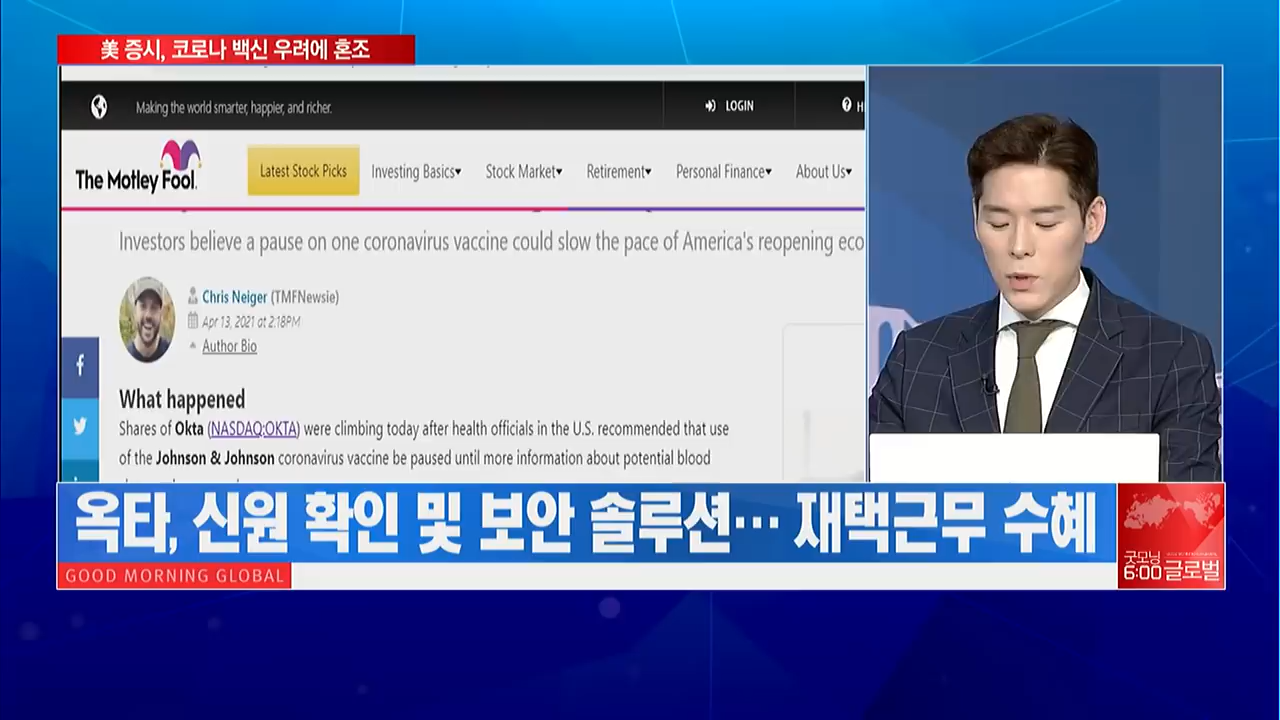 美 증시, 코로나 백신 우려에 혼조
Making the world smarter, happier, and richer.
LOGIN
H
The Motley Fool.
Latest Stock Picks
Investing Basics
Stock Market
Retirement
Personal Finance
About Us
Investors believe a pause on one coronavirus vaccine could slow the pace of America's reopening eco
Chris Neiger (TMFNewsie)
Apr 13, 2021 at 2:18PM
Author Bio
What happened
Shares of Okta (NASDAQ:OKTA) were climbing today after health officials in the U.S. recommended that use
of the Johnson & Johnson coronavirus vaccine be paused until more information about potential blood
옥타, 신원 확인 및 보안 솔루션… 재택근무 수혜
GOOD MORNING GLOBAL
굿모닝
6:00 글로벌